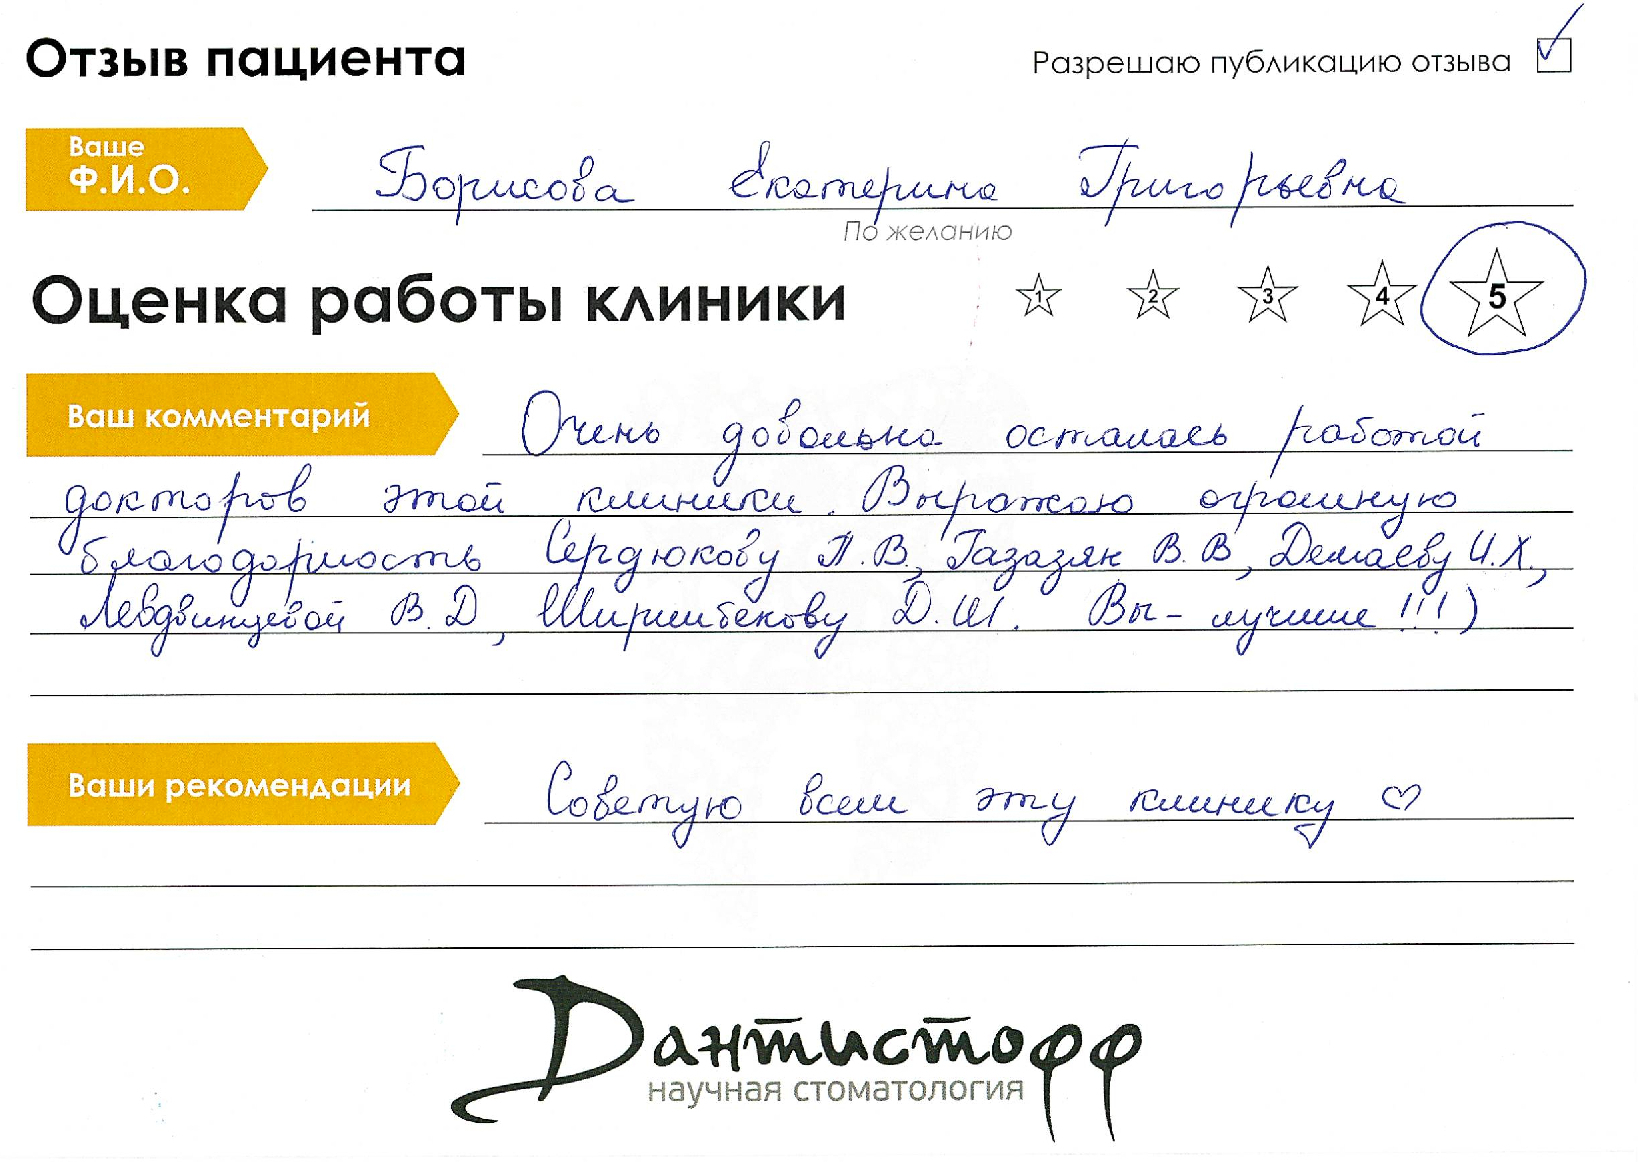 Отзыв пациента
Разрешаю публикацию отзыва
Ваше
Ф.И.О.
Борисова Екатерина Григорьевна
По желанию
Оценка работы клиники 1 2 3 4 5
Ваш комментарий
Очень довольна осталась работой
докторов этой клиники. Выражаю огромную
благодарность Сердюкову П.В., Газазян В.В, Демаеву И.Х.,
Левдвинцевой В.Д, Ширинбекову Д.Ш. Вы - лучшие!!!)
Ваши рекомендации
Советую всем эту клинику ♡
Дантистофф
научная стоматология